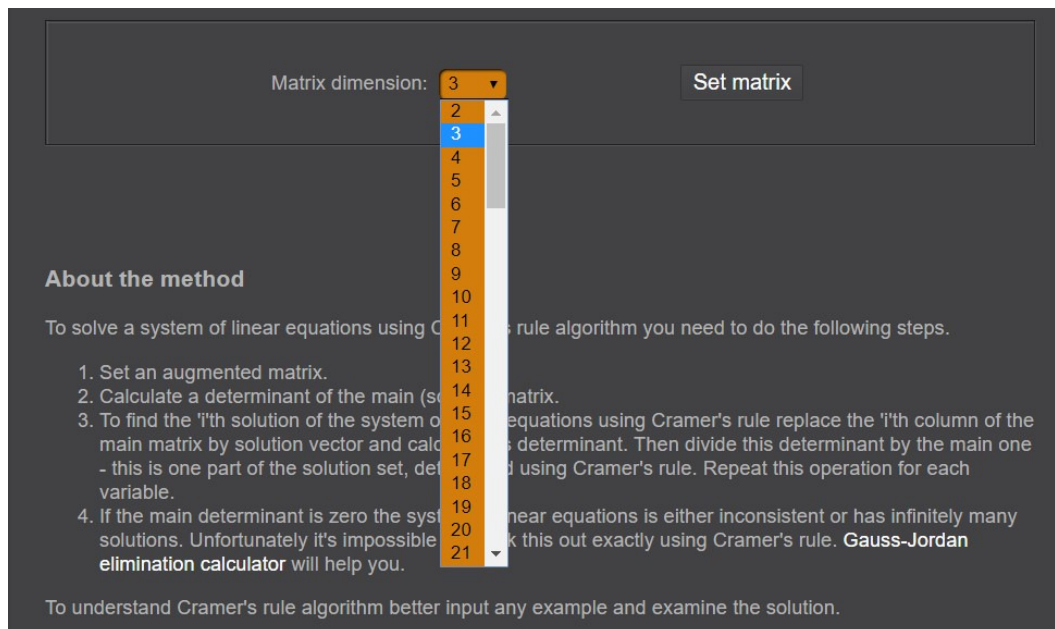 Matrix dimension: 3 Set matrix
2
3
4
5
6
7
8
9
10
11
12
13
14
15
16
17
18
19
20
21
About the method
To solve a system of linear equations using C s rule algorithm you need to do the following steps.
1. Set an augmented matrix.
2. Calculate a determinant of the main (s atrix.
3. To find the 'i'th solution of the system o equations using Cramer's rule replace the 'i'th column of the
main matrix by solution vector and calc s determinant. Then divide this determinant by the main one
- this is one part of the solution set, det d using Cramer's rule. Repeat this operation for each
variable.
4. If the main determinant is zero the syst near equations is either inconsistent or has infinitely many
solutions. Unfortunately it's impossible k this out exactly using Cramer's rule. Gauss-Jordan
elimination calculator will help you.
To understand Cramer's rule algorithm better input any example and examine the solution.